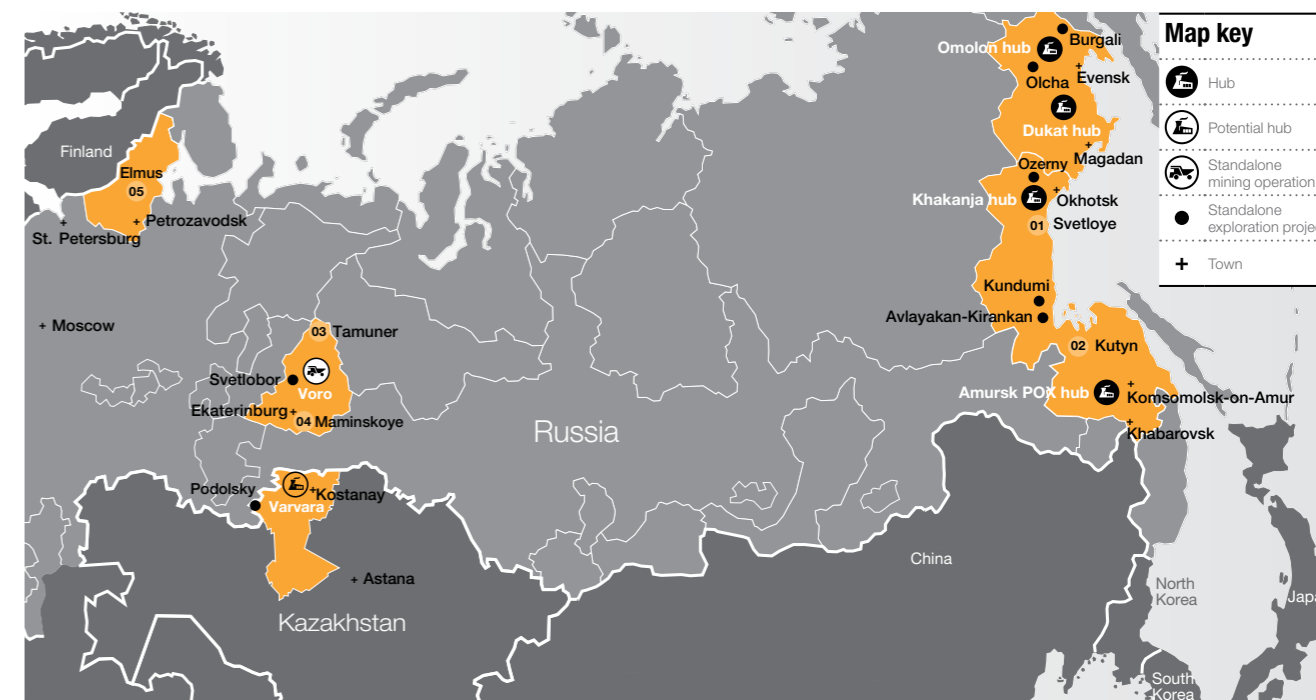 Map key
Hub
Potential hub
Standalone
mining operation
Standalone
exploration projec
Town
Omolon hub
Burgali
Olcha
Evensk
Dukat hub
Ozerny
Magadan
Khakanja hub
Okhotsk
01
Svetloye
Kundumi
Avlayakan-Kirankan
02
Kutyn
Amursk POX hub
Komsomolsk-on-Amur
Khabarovsk
Finland
Elmus
05
Petrozavodsk
St. Petersburg
Moscow
03
Tamuner
Svetlobor
Voro
Ekaterinburg
04
Maminskoye
Russia
Podolsky
Kostanay
Varvara
Astana
Kazakhstan
China
North
Korea
Japa
South
Korea